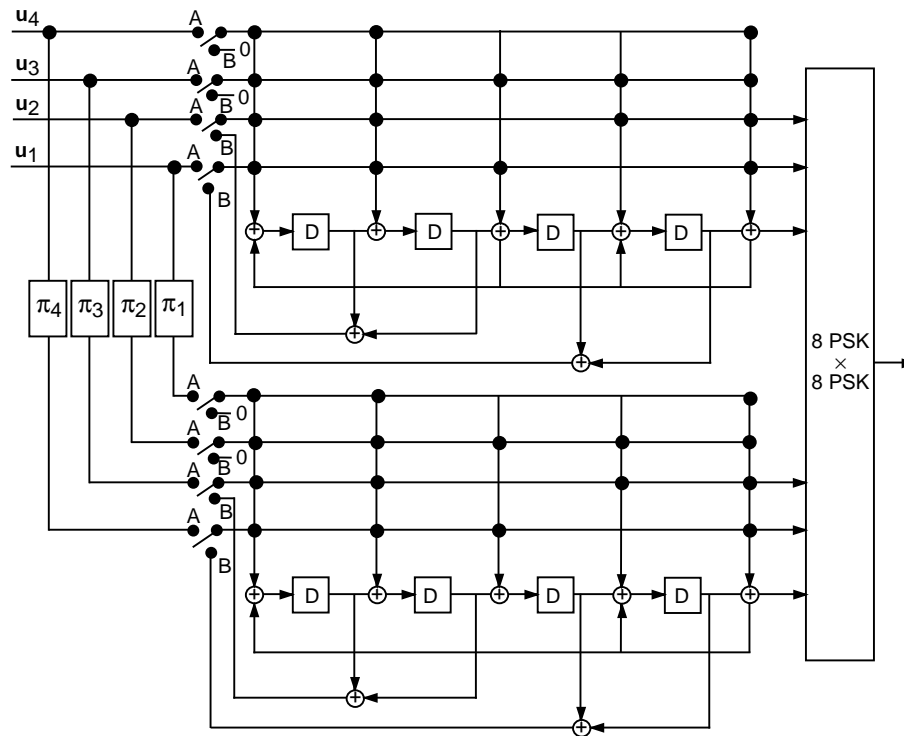 u4 A
B 0
u3 A
B 0
u2 A
B
u1 A
B
D D D D
π4 π3 π2 π1
8 PSK
×
8 PSK
A
B 0
A
B 0
A
B
A
B
D D D D